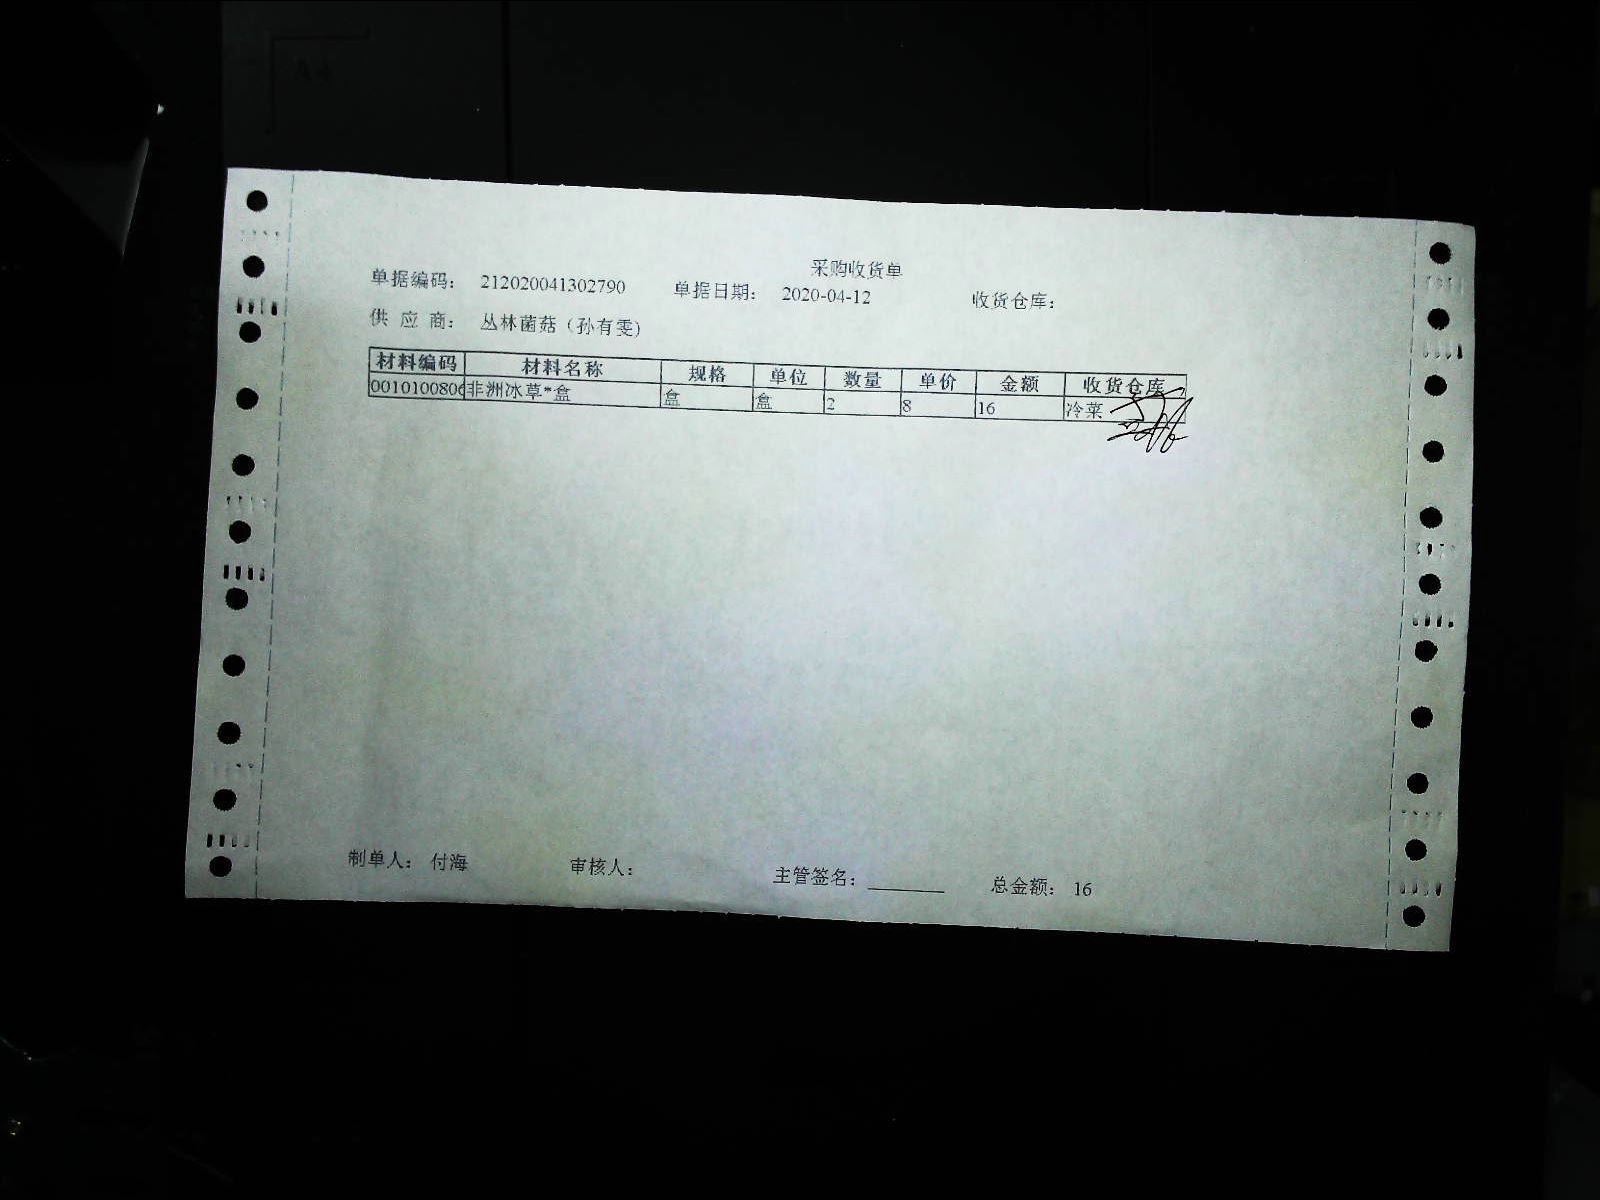 采购收货单
单据编码： 212020041302790 单据日期： 2020-04-12 收货仓库：
供 应 商： 丛林菌菇（孙有雯）
材料编码 材料名称 规格 单位 数量 单价 金额 收货仓库
0010100806 非洲冰草*盒 盒 盒 2 8 16 冷菜
制单人： 付海 审核人： 主管签名：________ 总金额： 16